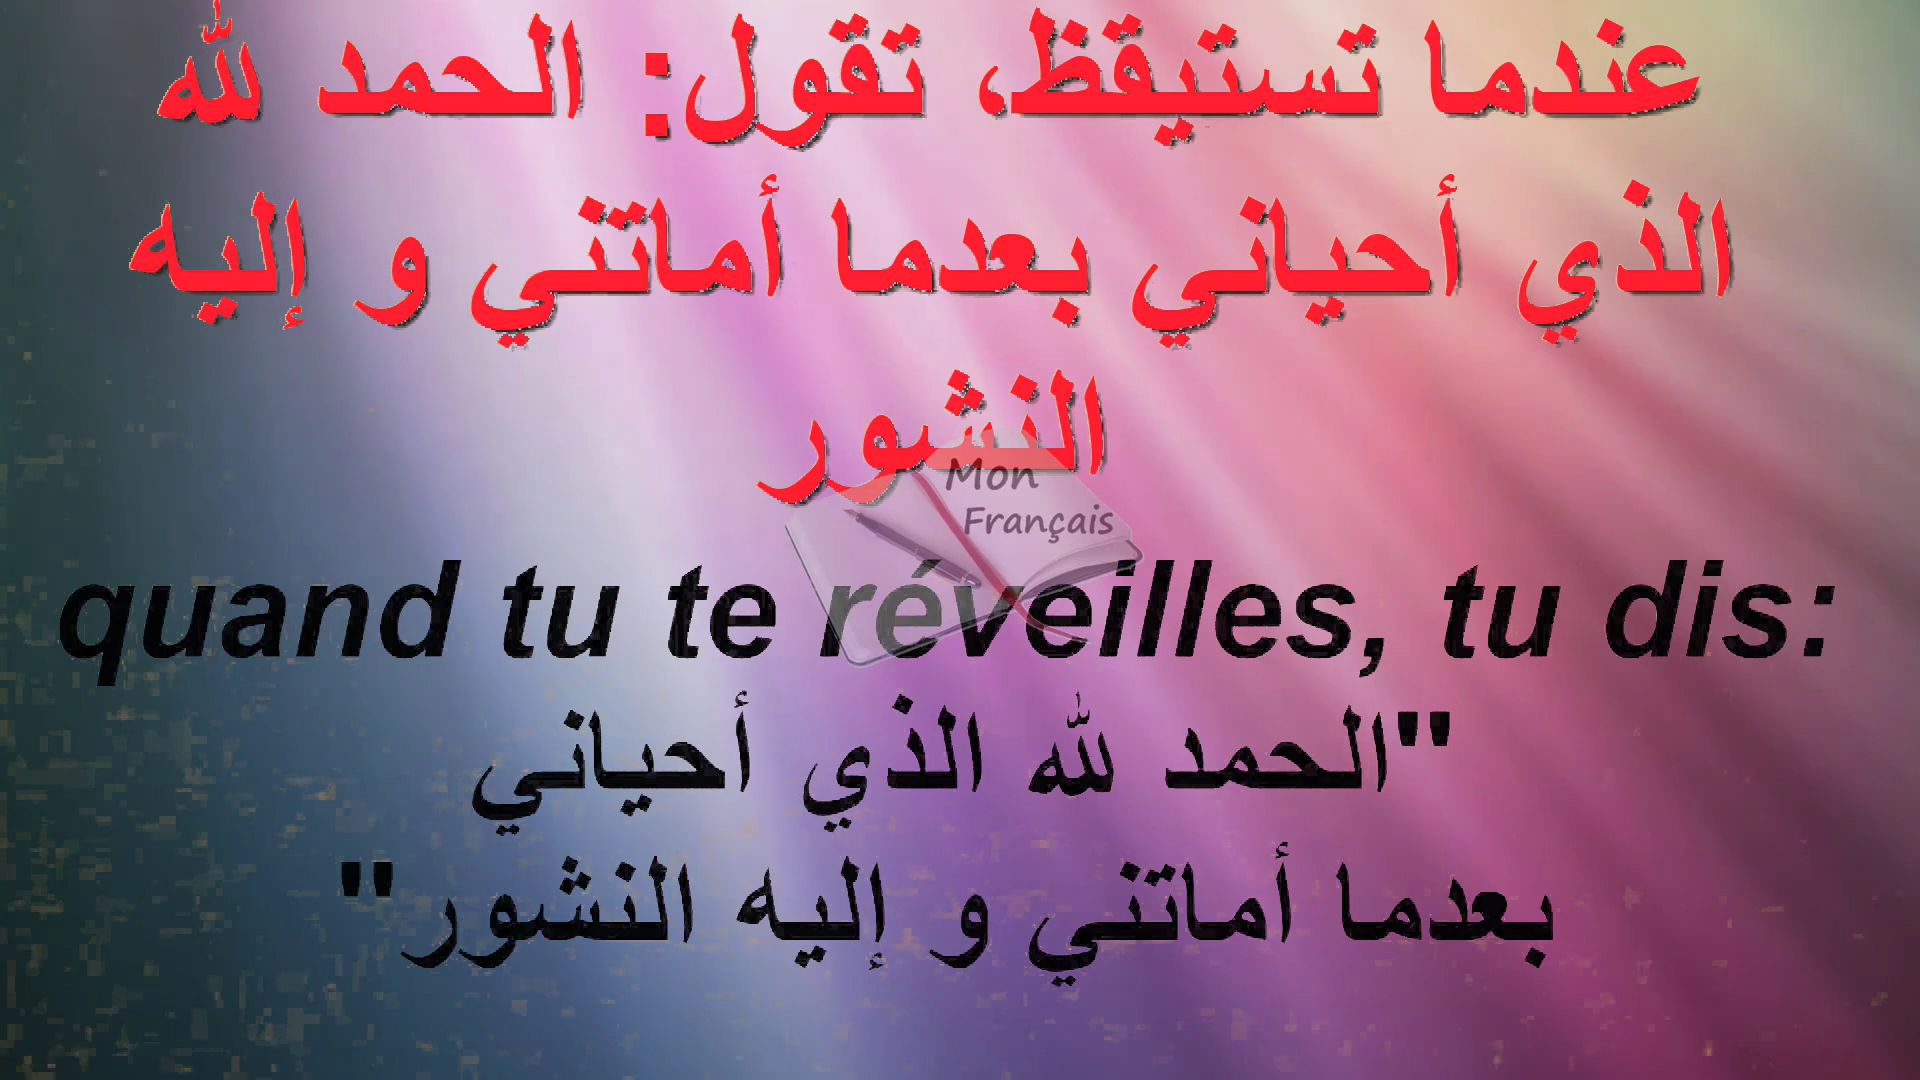 عندما تستيقظ، تقول: الحمد لله
الذي أحياني بعدما أماتني و إليه
النشور
Mon
Français
quand tu te réveilles, tu dis:
"الحمد لله الذي أحياني
بعدما أماتني و إليه النشور"